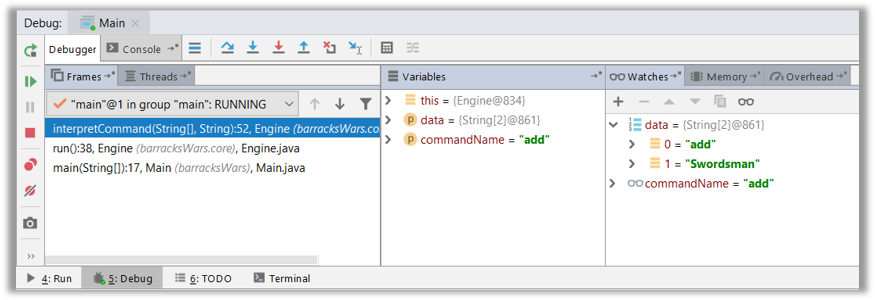 Debug: Main
Debugger Console
Frames Threads Variables Watches Memory Overhead
"main"@1 in group "main": RUNNING
interpretCommand(String[], String):52, Engine (barracksWars.co
run():38, Engine (barracksWars.core), Engine.java
main(String[]):17, Main (barracksWars), Main.java
this = {Engine@834}
data = {String[2]@861}
commandName = "add"
data = {String[2]@861}
0 = "add"
1 = "Swordsman"
commandName = "add"
4: Run 5: Debug 6: TODO Terminal